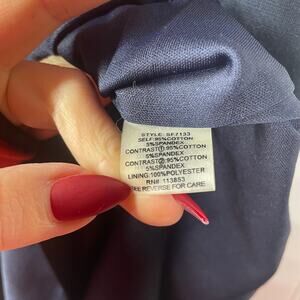 STYLE: SF7133
SELF:95%COTTON
5%SPANDEX
CONTRAST①:95%COTTON
5%SPANDEX
CONTRAST②:95%COTTON
5%SPANDEX
LINING:100%POLYESTER
RN#: 113853
SEE REVERSE FOR CARE